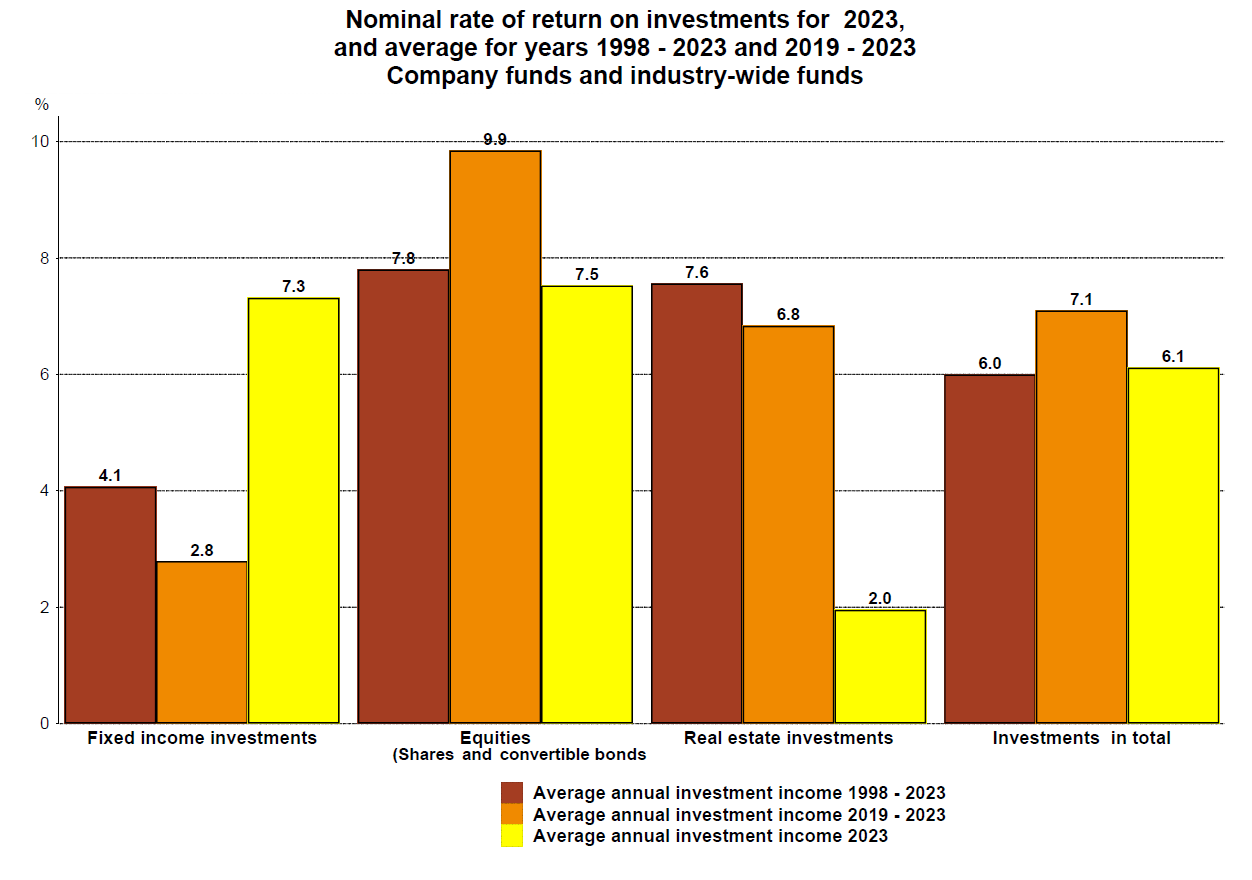 Nominal rate of return on investments for  2023,
and average for years 1998 - 2023 and 2019 - 2023
Company funds and industry-wide funds
%
10
8
6
4
2
0
4.1
2.8
7.3
7.8
9.9
7.5
7.6
6.8
2.0
6.0
7.1
6.1
Fixed income investments
Equities
(Shares and convertible bonds
Real estate investments
Investments  in total
Average annual investment income 1998 - 2023
Average annual investment income 2019 - 2023
Average annual investment income 2023